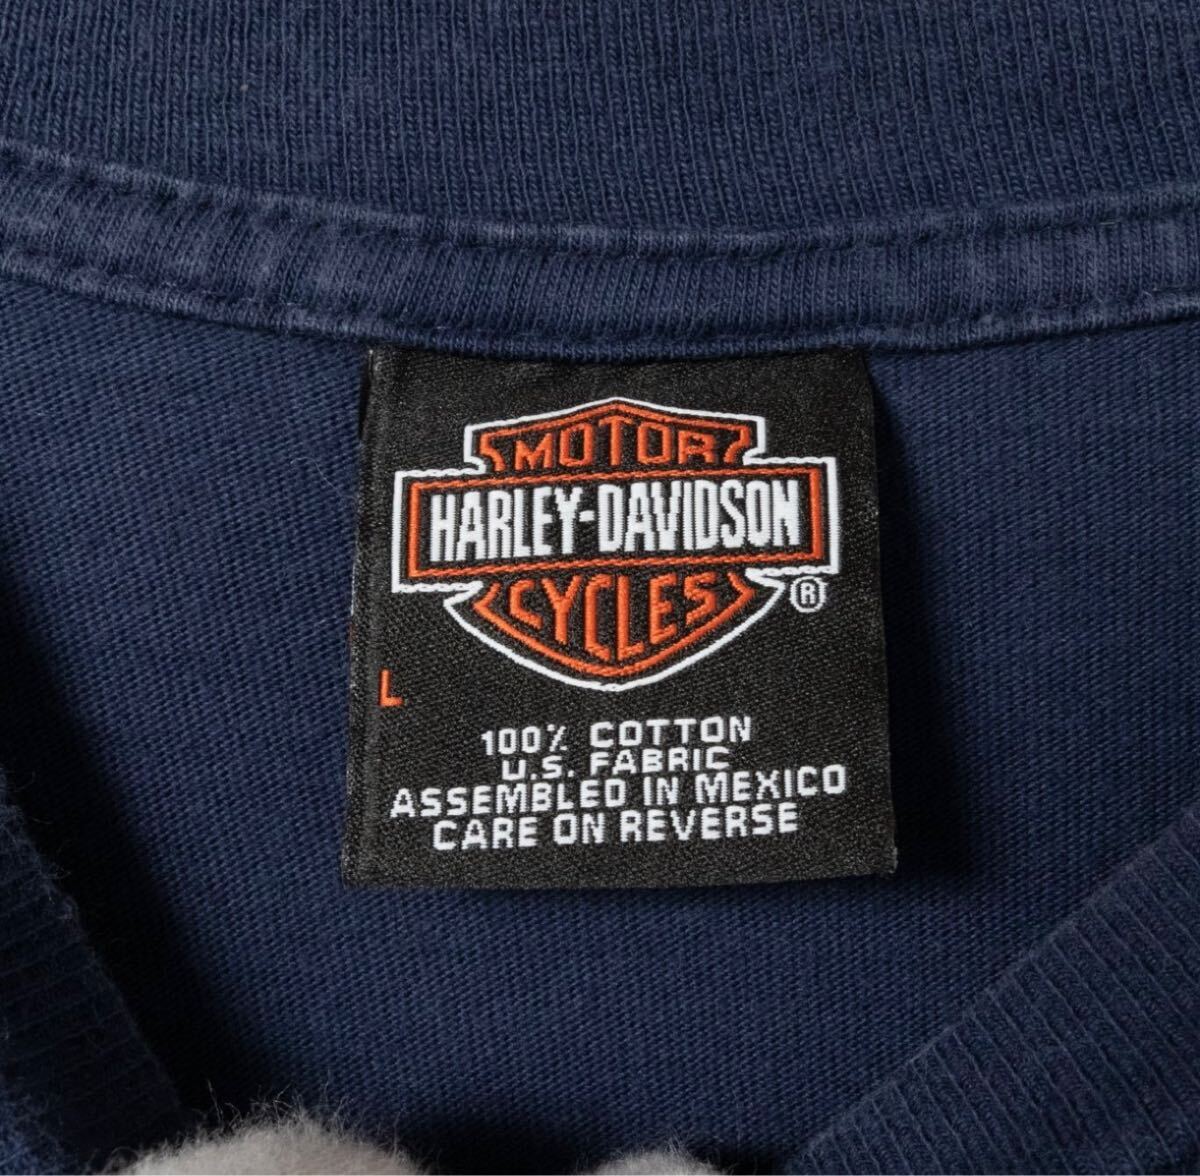 MOTOR
HARLEY-DAVIDSON
CYCLES
®
L
100% COTTON
U.S. FABRIC
ASSEMBLED IN MEXICO
CARE ON REVERSE